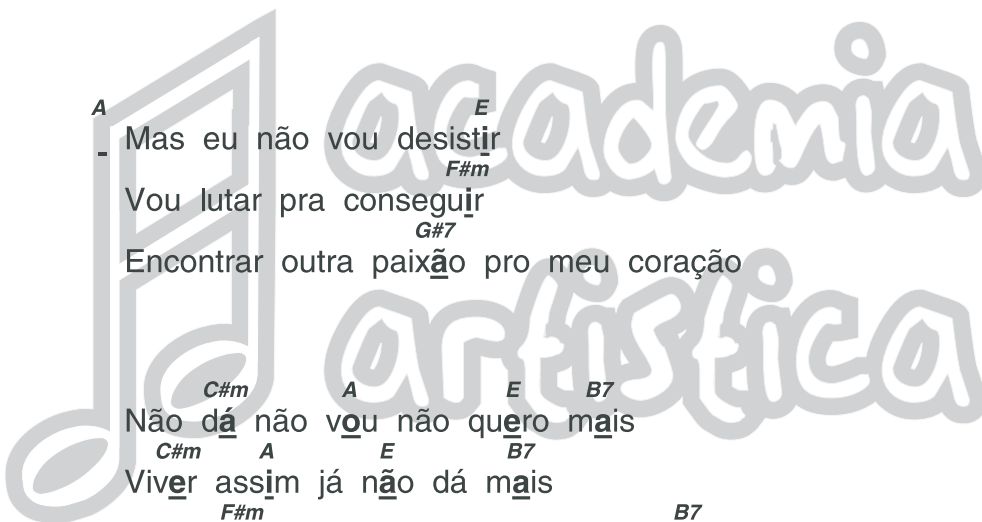 academia
artistica
A E
- Mas eu não vou desistir
F#m
Vou lutar pra conseguir
G#7
Encontrar outra paixão pro meu coração
C#m A E B7
Não dá não vou não quero mais
C#m A E B7
Viver assim já não dá mais
F#m B7